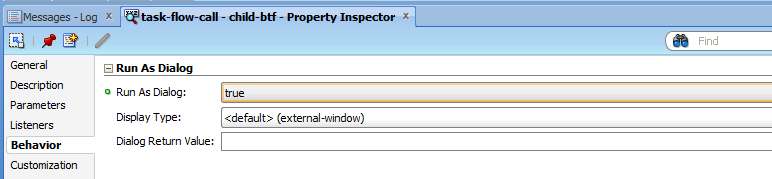 Messages - Log
task-flow-call - child-btf - Property Inspector
Find
General
Description
Parameters
Listeners
Behavior
Customization
Run As Dialog
Run As Dialog: true
Display Type: <default> (external-window)
Dialog Return Value: